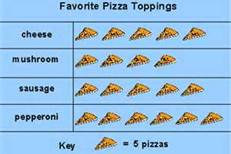 Favorite Pizza Toppings
cheese
mushroom
sausage
pepperoni
Key = 5 pizzas